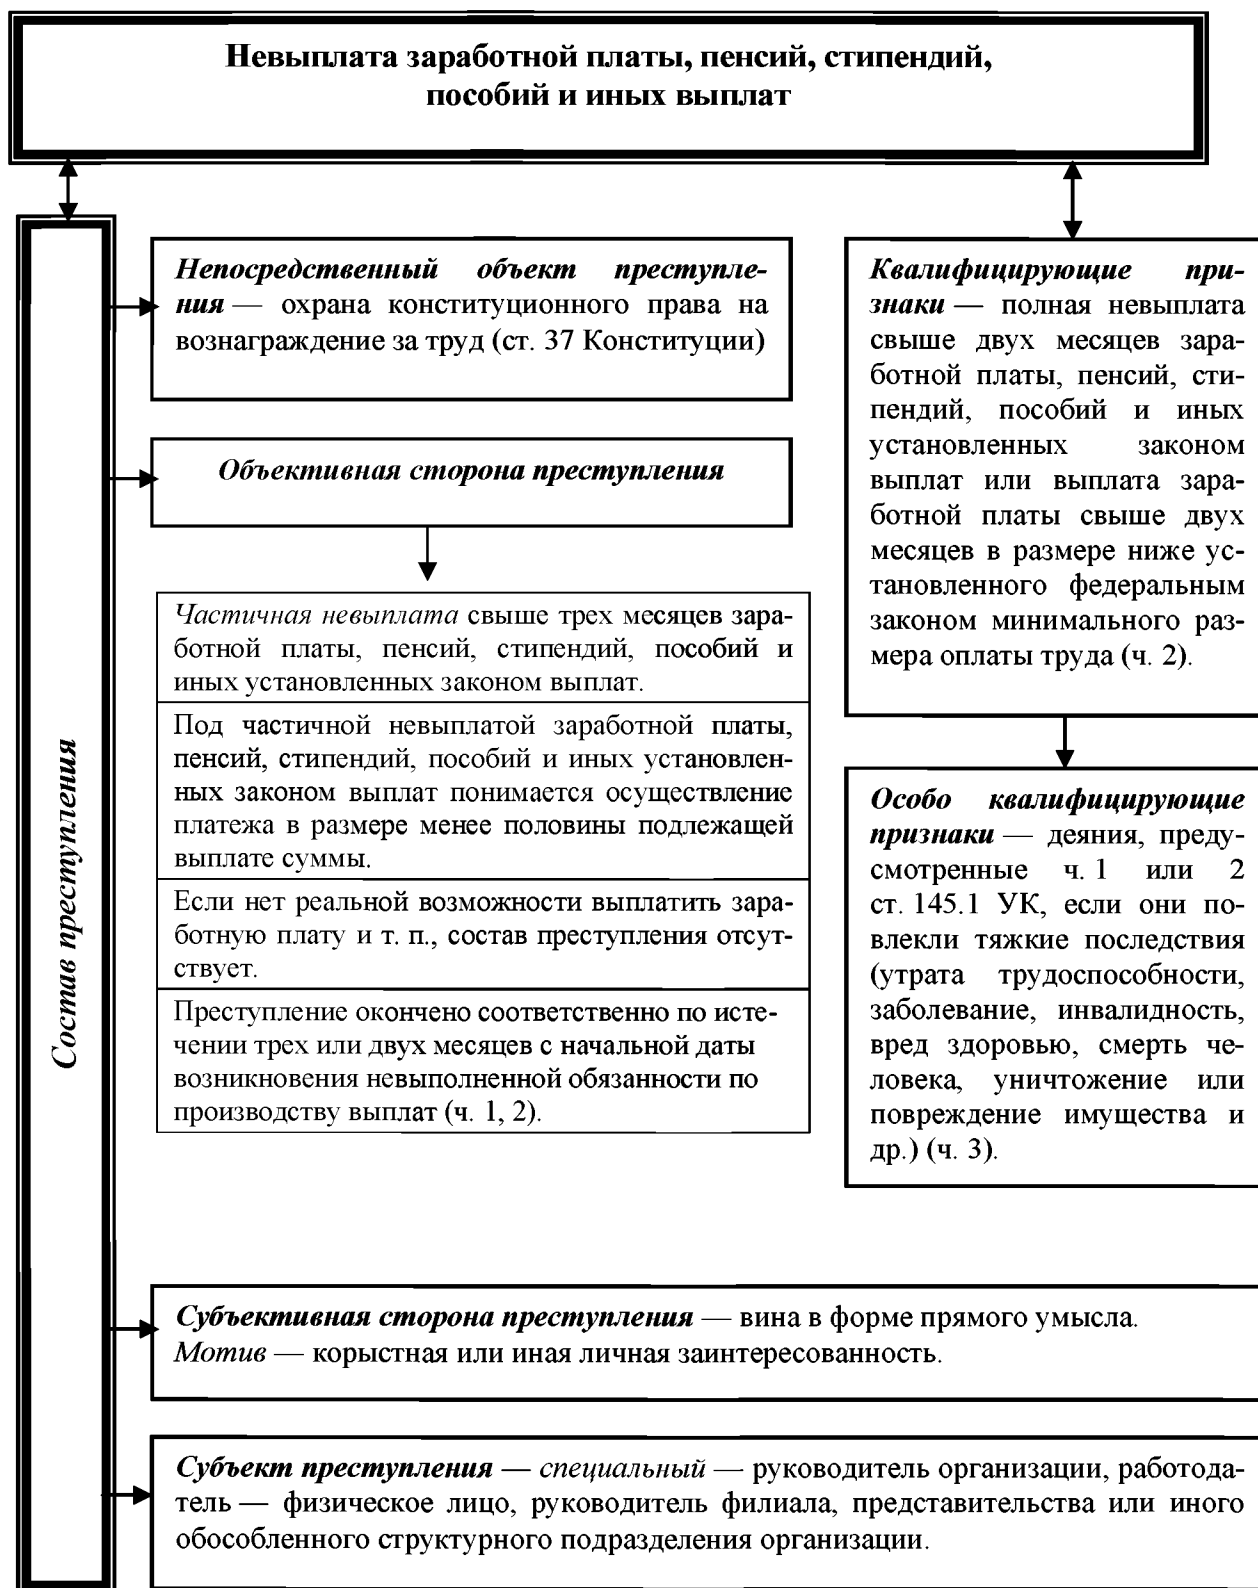 Невыплата заработной платы, пенсий, стипендий,
пособий и иных выплат
Состав преступления
Непосредственный объект преступле-
ния — охрана конституционного права на
вознаграждение за труд (ст. 37 Конституции)
Объективная сторона преступления
Частичная невыплата свыше трех месяцев зара-
ботной платы, пенсий, стипендий, пособий и
иных установленных законом выплат.
Под частичной невыплатой заработной платы,
пенсий, стипендий, пособий и иных установлен-
ных законом выплат понимается осуществление
платежа в размере менее половины подлежащей
выплате суммы.
Если нет реальной возможности выплатить зара-
ботную плату и т. п., состав преступления отсут-
ствует.
Преступление окончено соответственно по исте-
чении трех или двух месяцев с начальной даты
возникновения невыполненной обязанности по
производству выплат (ч. 1, 2).
Квалифицирующие при-
знаки — полная невыплата
свыше двух месяцев зара-
ботной платы, пенсий, сти-
пендий, пособий и иных
установленных законом
выплат или выплата зара-
ботной платы свыше двух
месяцев в размере ниже ус-
тановленного федеральным
законом минимального раз-
мера оплаты труда (ч. 2).
Особо квалифицирующие
признаки — деяния, преду-
смотренные ч. 1 или 2
ст. 145.1 УК, если они по-
влекли тяжкие последствия
(утрата трудоспособности,
заболевание, инвалидность,
вред здоровью, смерть че-
ловека, уничтожение или
повреждение имущества и
др.) (ч. 3).
Субъективная сторона преступления — вина в форме прямого умысла.
Мотив — корыстная или иная личная заинтересованность.
Субъект преступления — специальный — руководитель организации, работода-
тель — физическое лицо, руководитель филиала, представительства или иного
обособленного структурного подразделения организации.